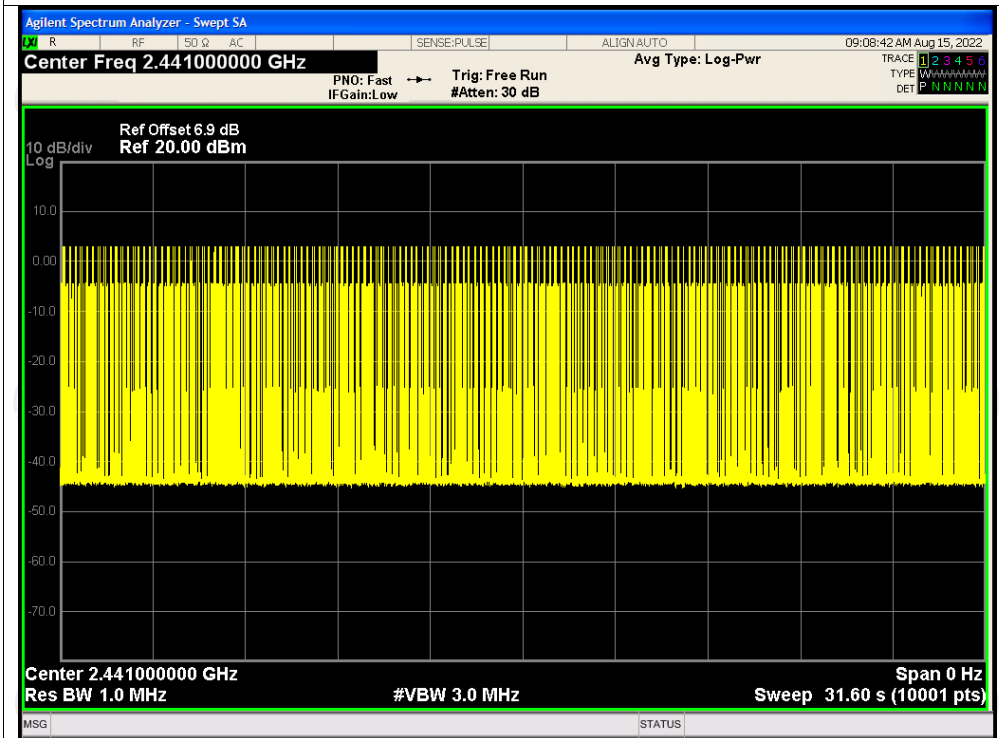 Agilent Spectrum Analyzer - Swept SA
LXI R RF 50 Ω AC SENSE:PULSE ALIGN AUTO 09:08:42 AM Aug 15, 2022
Center Freq 2.441000000 GHz Avg Type: Log-Pwr TRACE 1 2 3 4 5 6
PNO: Fast Trig: Free Run TYPE W
IFGain:Low #Atten: 30 dB DET P N N N N N
Ref Offset 6.9 dB
10 dB/div Ref 20.00 dBm
Log
10.0
0.00
-10.0
-20.0
-30.0
-40.0
-50.0
-60.0
-70.0
Center 2.441000000 GHz Span 0 Hz
Res BW 1.0 MHz #VBW 3.0 MHz Sweep 31.60 s (10001 pts)
MSG STATUS